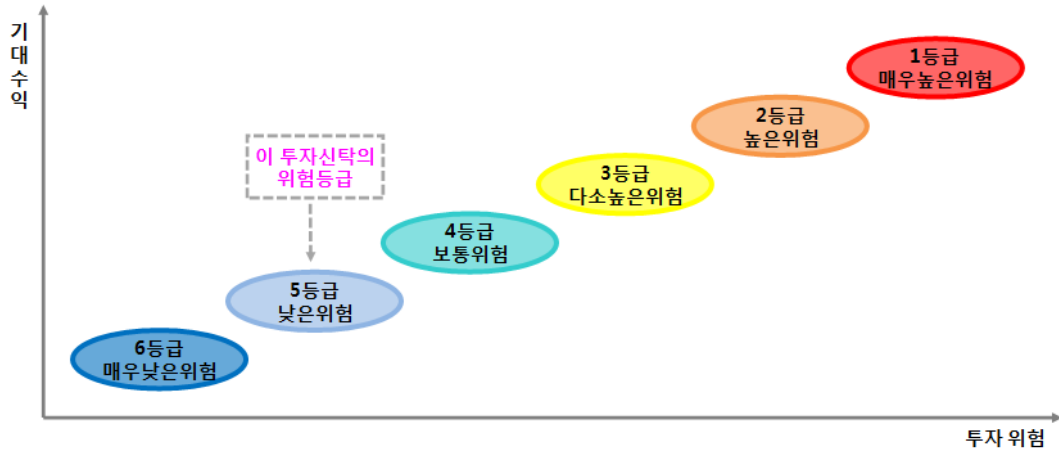 기대수익
1등급
매우높은위험
2등급
높은위험
이 투자신탁의
위험등급
3등급
다소높은위험
4등급
보통위험
5등급
낮은위험
6등급
매우낮은위험
투자 위험